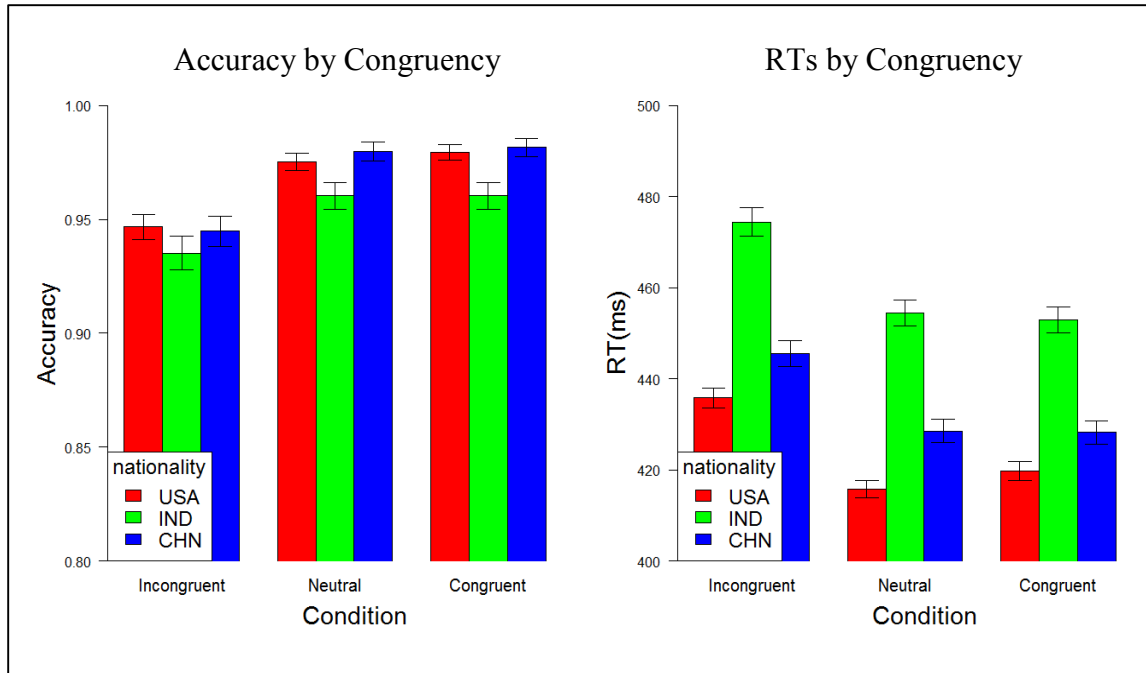 Accuracy by Congruency
1.00
0.95
0.90
0.85
0.80
Accuracy
nationality
USA
IND
CHN
Incongruent Neutral Congruent
Condition
RTs by Congruency
500
480
460
440
420
400
RT(ms)
nationality
USA
IND
CHN
Incongruent Neutral Congruent
Condition